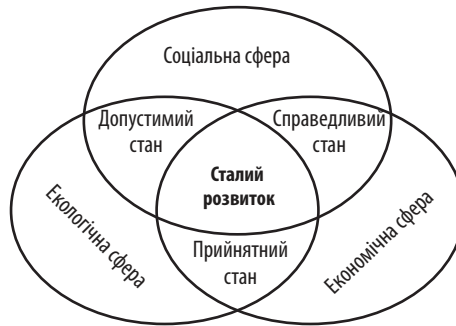 Соціальна сфера
Допустимий
стан
Справедливий
стан
Сталий
розвиток
Екологічна сфера
Економічна сфера
Прийнятний
стан